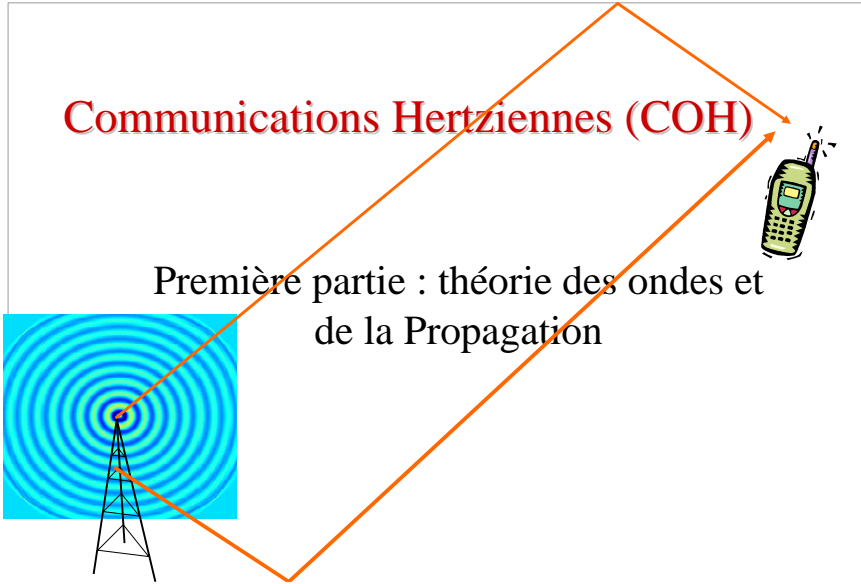 Communications Hertziennes (COH)
Première partie : théorie des ondes et
de la Propagation